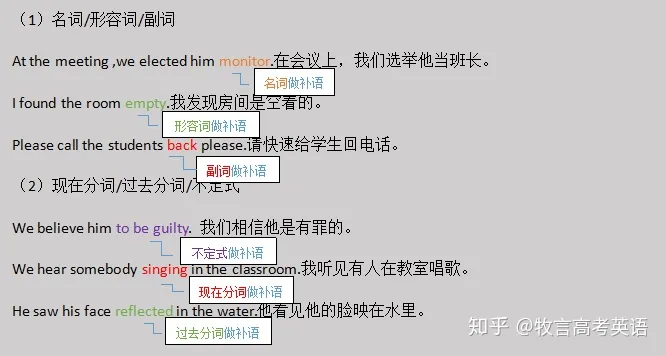 （1）名词/形容词/副词
At the meeting ,we elected him monitor.在会议上，我们选举他当班长。
名词做补语
I found the room empty.我发现房间是空着的。
形容词做补语
Please call the students back please.请快速给学生回电话。
副词做补语
（2）现在分词/过去分词/不定式
We believe him to be guilty. 我们相信他是有罪的。
不定式做补语
We hear somebody singing in the classroom.我听见有人在教室唱歌。
现在分词做补语
He saw his face reflected in the water.他看见他的脸映在水里。
过去分词做补语
知乎 @牧言高考英语